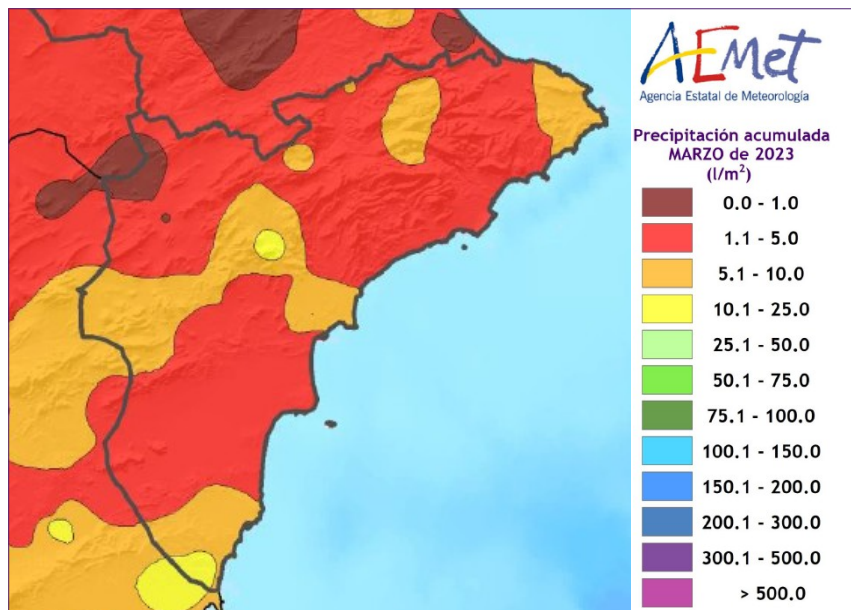 AEMet
Agencia Estatal de Meteorología
Precipitación acumulada
MARZO de 2023
(l/m²)
0.0 - 1.0
1.1 - 5.0
5.1 - 10.0
10.1 - 25.0
25.1 - 50.0
50.1 - 75.0
75.1 - 100.0
100.1 - 150.0
150.1 - 200.0
200.1 - 300.0
300.1 - 500.0
> 500.0